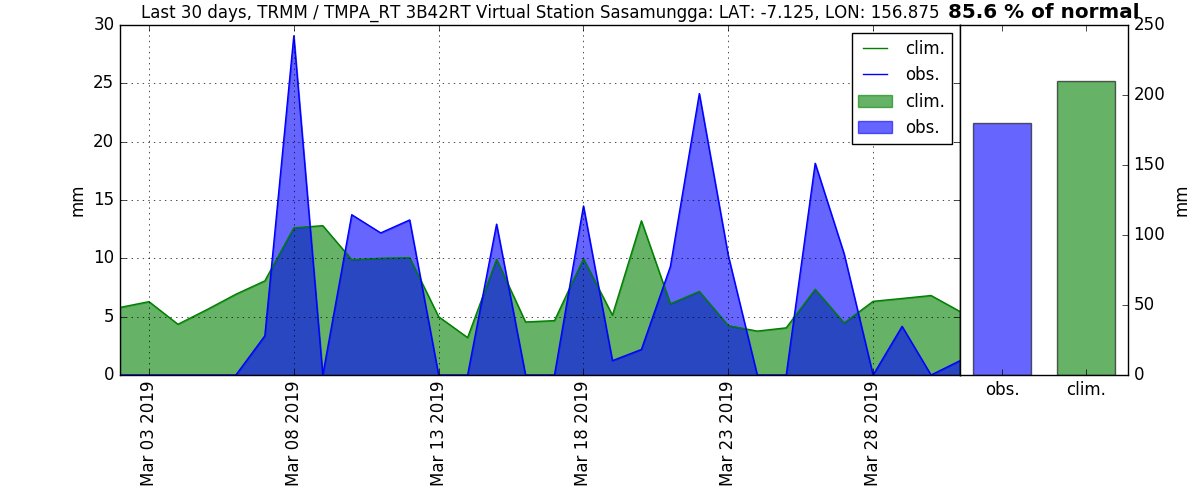 Last 30 days, TRMM / TMPA_RT 3B42RT Virtual Station Sasamungga: LAT: -7.125, LON: 156.875
85.6 % of normal
30
25
20
15
10
5
0
mm
clim.
obs.
clim.
obs.
Mar 03 2019
Mar 08 2019
Mar 13 2019
Mar 18 2019
Mar 23 2019
Mar 28 2019
250
200
150
100
50
0
mm
obs.
clim.